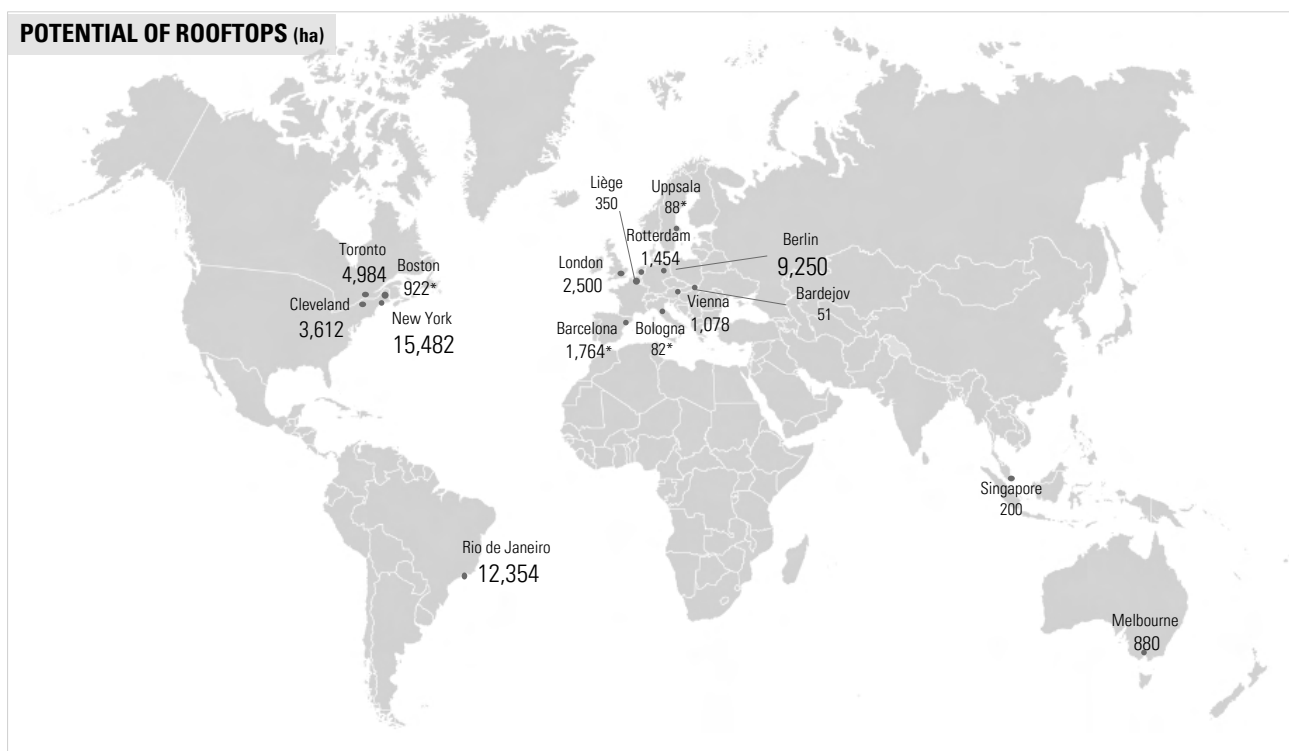 POTENTIAL OF ROOFTOPS (ha)
Liège
350
Uppsala
88*
Rotterdam
1,454
Berlin
9,250
London
2,500
Toronto
4,984
Boston
922*
Cleveland
3,612
New York
15,482
Vienna
1,078
Bardejov
51
Barcelona
1,764*
Bologna
82*
Singapore
200
Rio de Janeiro
12,354
Melbourne
880